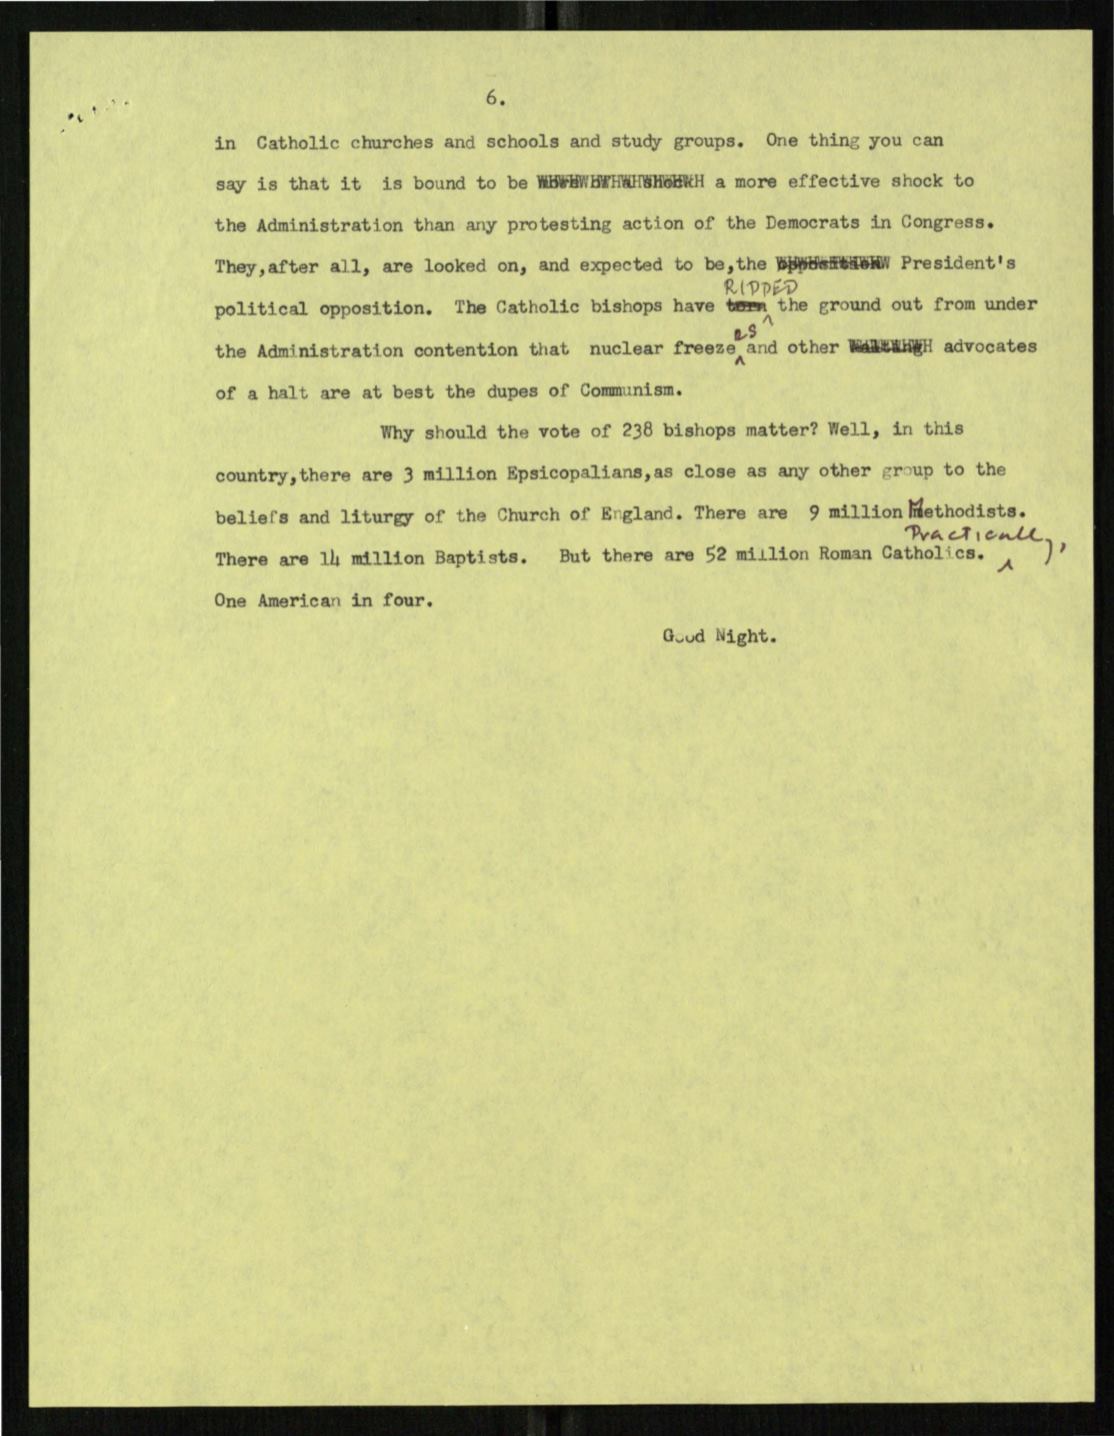 6.
in Catholic churches and schools and study groups. One thing you can
say is that it is bound to be a more effective shock to
the Administration than any protesting action of the Democrats in Congress.
They,after all, are looked on, and expected to be,the President's
RIPPED
political opposition. The Catholic bishops have torn the ground out from under
es
the Administration contention that nuclear freeze and other advocates
of a halt are at best the dupes of Communism.
Why should the vote of 238 bishops matter? Well, in this
country,there are 3 million Epsicopalians,as close as any other group to the
beliefs and liturgy of the Church of England. There are 9 million Methodists.
Practically,
There are 14 million Baptists. But there are 52 million Roman Catholics.
One American in four.
Good Night.